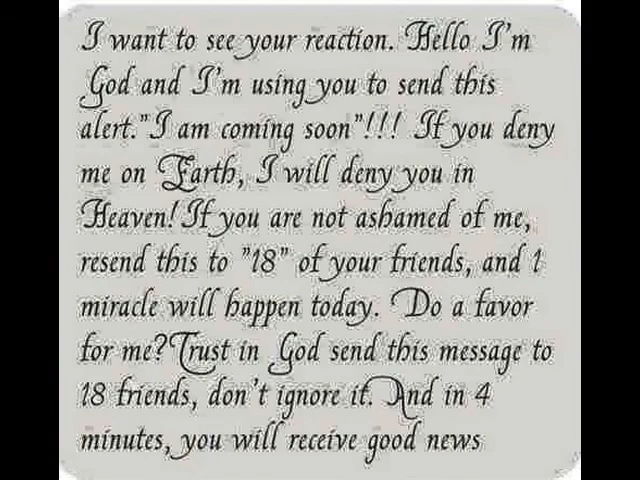 I want to see your reaction. Hello I'm
God and I'm using you to send this
alert."I am coming soon"!!! If you deny
me on Earth, I will deny you in
Heaven! If you are not ashamed of me,
resend this to "18" of your friends, and 1
miracle will happen today. Do a favor
for me? Trust in God send this message to
18 friends, don't ignore it. And in 4
minutes, you will receive good news